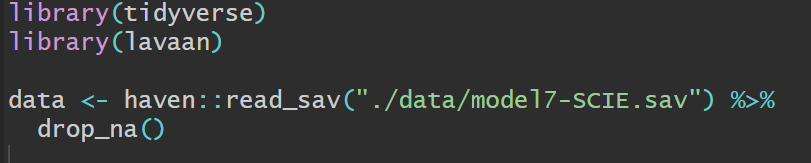 library(tidyverse)
library(lavaan)
data <- haven::read_sav("./data/model7-SCIE.sav") %>%
drop_na()